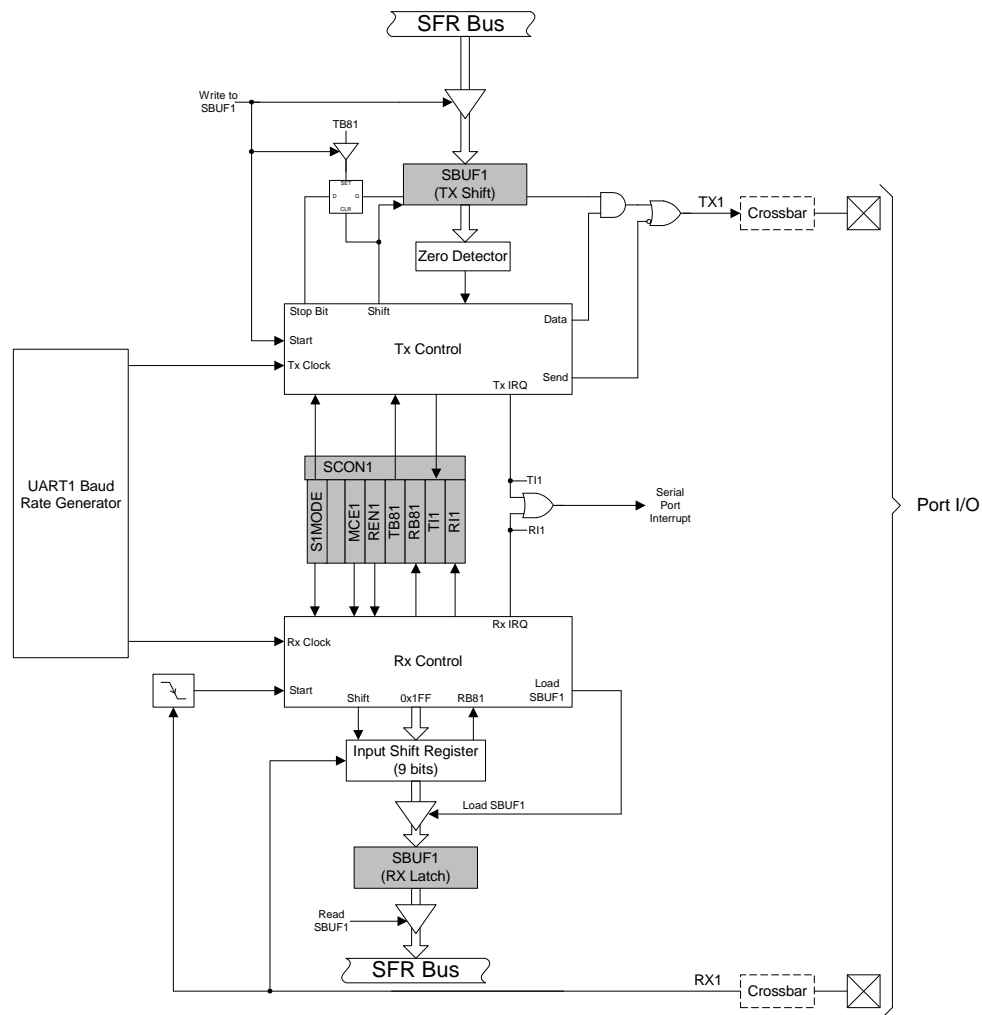 SFR Bus
Write to
SBUF1
TB81
SET
D
Q
CLR
SBUF1
(TX Shift)
TX1
Crossbar
Zero Detector
Stop Bit
Shift
Data
Start
Tx Control
Tx Clock
Send
Tx IRQ
UART1 Baud
Rate Generator
SCON1
S1MODE
MCE1
REN1
TB81
RB81
TI1
RI1
TI1
RI1
Serial
Port
Interrupt
Port I/O
Rx IRQ
Rx Clock
Rx Control
Start
Load
SBUF1
Shift
0x1FF
RB81
Input Shift Register
(9 bits)
Load SBUF1
SBUF1
(RX Latch)
Read
SBUF1
SFR Bus
RX1
Crossbar